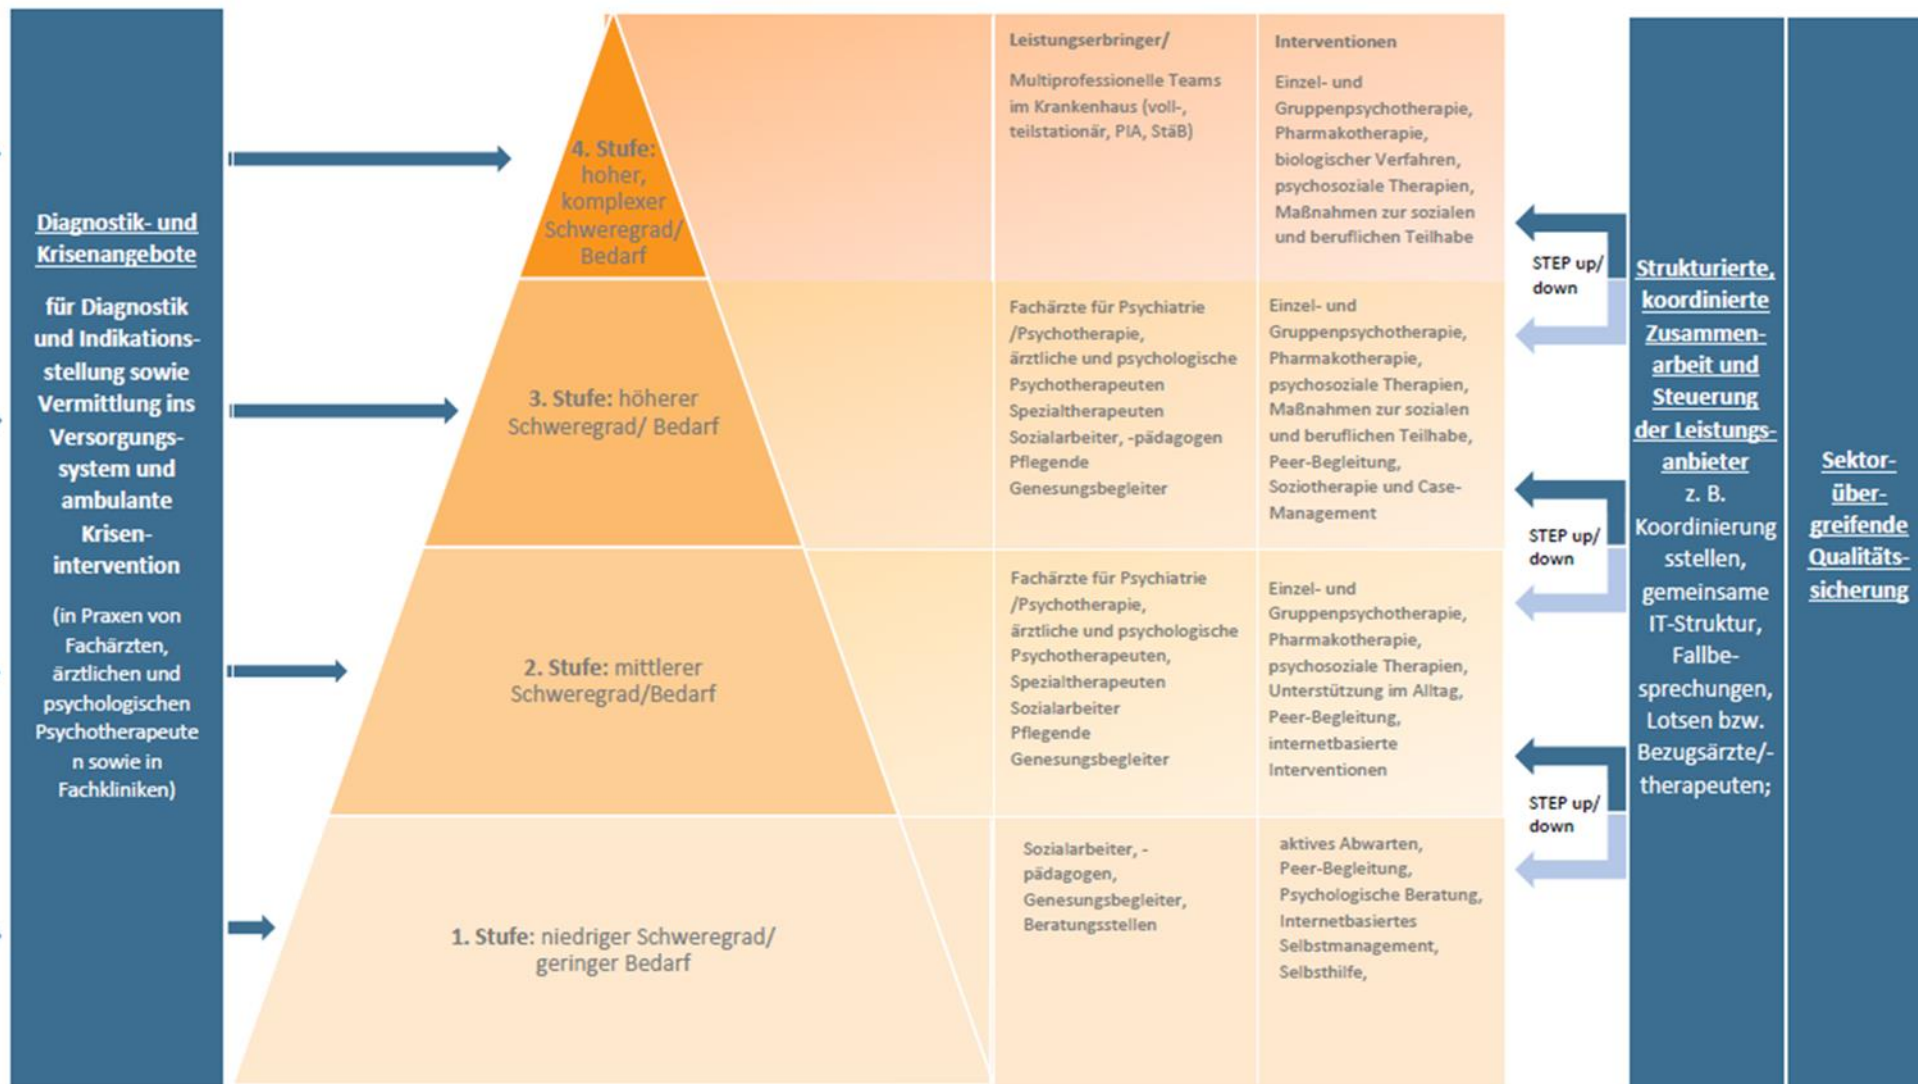 Diagnostik- und
Krisenangebote
für Diagnostik
und Indikations-
stellung sowie
Vermittlung ins
Versorgungs-
system und
ambulante
Krisen-
intervention
(in Praxen von
Fachärzten,
ärztlichen und
psychologischen
Psychotherapeute
n sowie in
Fachkliniken)
4. Stufe:
hoher,
komplexer
Schweregrad/
Bedarf
Leistungserbringer/
Multiprofessionelle Teams
im Krankenhaus (voll-,
teilstationär, PIA, StäB)
Interventionen
Einzel- und
Gruppenpsychotherapie,
Pharmakotherapie,
biologischer Verfahren,
psychosoziale Therapien,
Maßnahmen zur sozialen
und beruflichen Teilhabe
3. Stufe: höherer
Schweregrad/ Bedarf
Fachärzte für Psychiatrie
/Psychotherapie,
ärztliche und psychologische
Psychotherapeuten
Spezialtherapeuten
Sozialarbeiter, -pädagogen
Pflegende
Genesungsbegleiter
Einzel- und
Gruppenpsychotherapie,
Pharmakotherapie,
psychosoziale Therapien,
Maßnahmen zur sozialen
und beruflichen Teilhabe,
Peer-Begleitung,
Soziotherapie und Case-
Management
2. Stufe: mittlerer
Schweregrad/Bedarf
Fachärzte für Psychiatrie
/Psychotherapie,
ärztliche und psychologische
Psychotherapeuten,
Spezialtherapeuten
Sozialarbeiter
Pflegende
Genesungsbegleiter
Einzel- und
Gruppenpsychotherapie,
Pharmakotherapie,
psychosoziale Therapien,
Unterstützung im Alltag,
Peer-Begleitung,
internetbasierte
Interventionen
1. Stufe: niedriger Schweregrad/
geringer Bedarf
Sozialarbeiter, -
pädagogen,
Genesungsbegleiter,
Beratungsstellen
aktives Abwarten,
Peer-Begleitung,
Psychologische Beratung,
Internetbasiertes
Selbstmanagement,
Selbsthilfe,
STEP up/
down
STEP up/
down
STEP up/
down
Strukturierte,
koordinierte
Zusammen-
arbeit und
Steuerung
der Leistungs-
anbieter
z. B.
Koordinierung
sstellen,
gemeinsame
IT-Struktur,
Fallbe-
sprechungen,
Lotsen bzw.
Bezugsärzte/-
therapeuten;
Sektor-
über-
greifende
Qualitäts-
sicherung